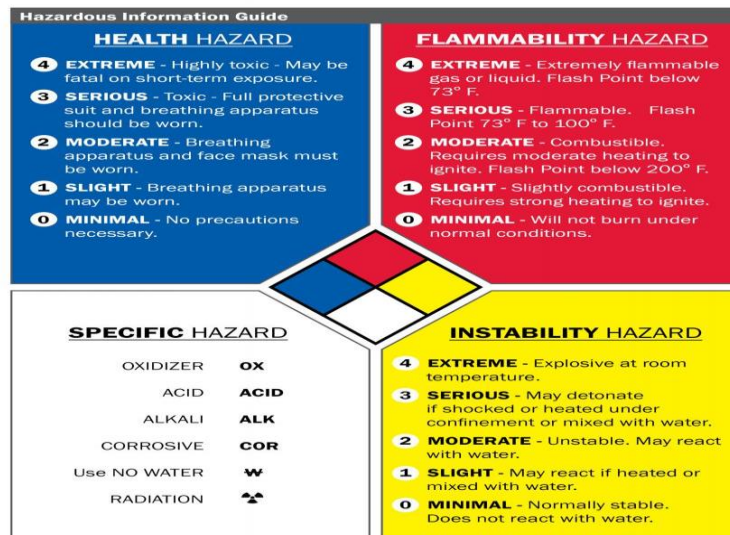 Hazardous Information Guide
HEALTH HAZARD
4 EXTREME - Highly toxic - May be
fatal on short-term exposure.
3 SERIOUS - Toxic - Full protective
suit and breathing apparatus
should be worn.
2 MODERATE - Breathing
apparatus and face mask must
be worn.
1 SLIGHT - Breathing apparatus
may be worn.
0 MINIMAL - No precautions
necessary.
FLAMMABILITY HAZARD
4 EXTREME - Extremely flammable
gas or liquid. Flash Point below
73° F.
3 SERIOUS - Flammable. Flash
Point 73° F to 100° F.
2 MODERATE - Combustible.
Requires moderate heating to
ignite. Flash Point below 200° F.
1 SLIGHT - Slightly combustible.
Requires strong heating to ignite.
0 MINIMAL - Will not burn under
normal conditions.
SPECIFIC HAZARD
OXIDIZER OX
ACID ACID
ALKALI ALK
CORROSIVE COR
Use NO WATER W̶
RADIATION ☢
INSTABILITY HAZARD
4 EXTREME - Explosive at room
temperature.
3 SERIOUS - May detonate
if shocked or heated under
confinement or mixed with water.
2 MODERATE - Unstable. May react
with water.
1 SLIGHT - May react if heated or
mixed with water.
0 MINIMAL - Normally stable.
Does not react with water.